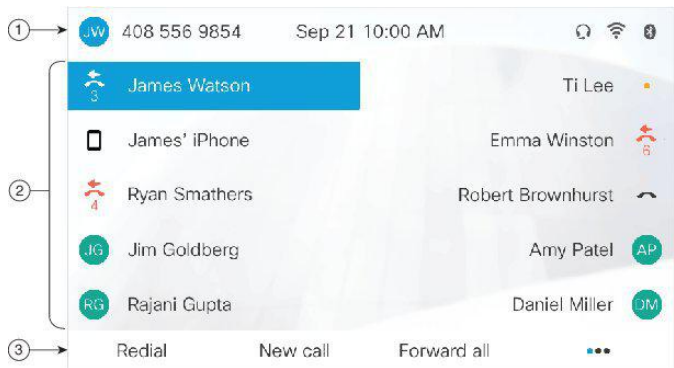 1 JW 408 556 9854 Sep 21 10:00 AM
3 James Watson Ti Lee
2 James' iPhone Emma Winston 6
4 Ryan Smathers Robert Brownhurst
JG Jim Goldberg Amy Patel AP
RG Rajani Gupta Daniel Miller DM
3 Redial New call Forward all